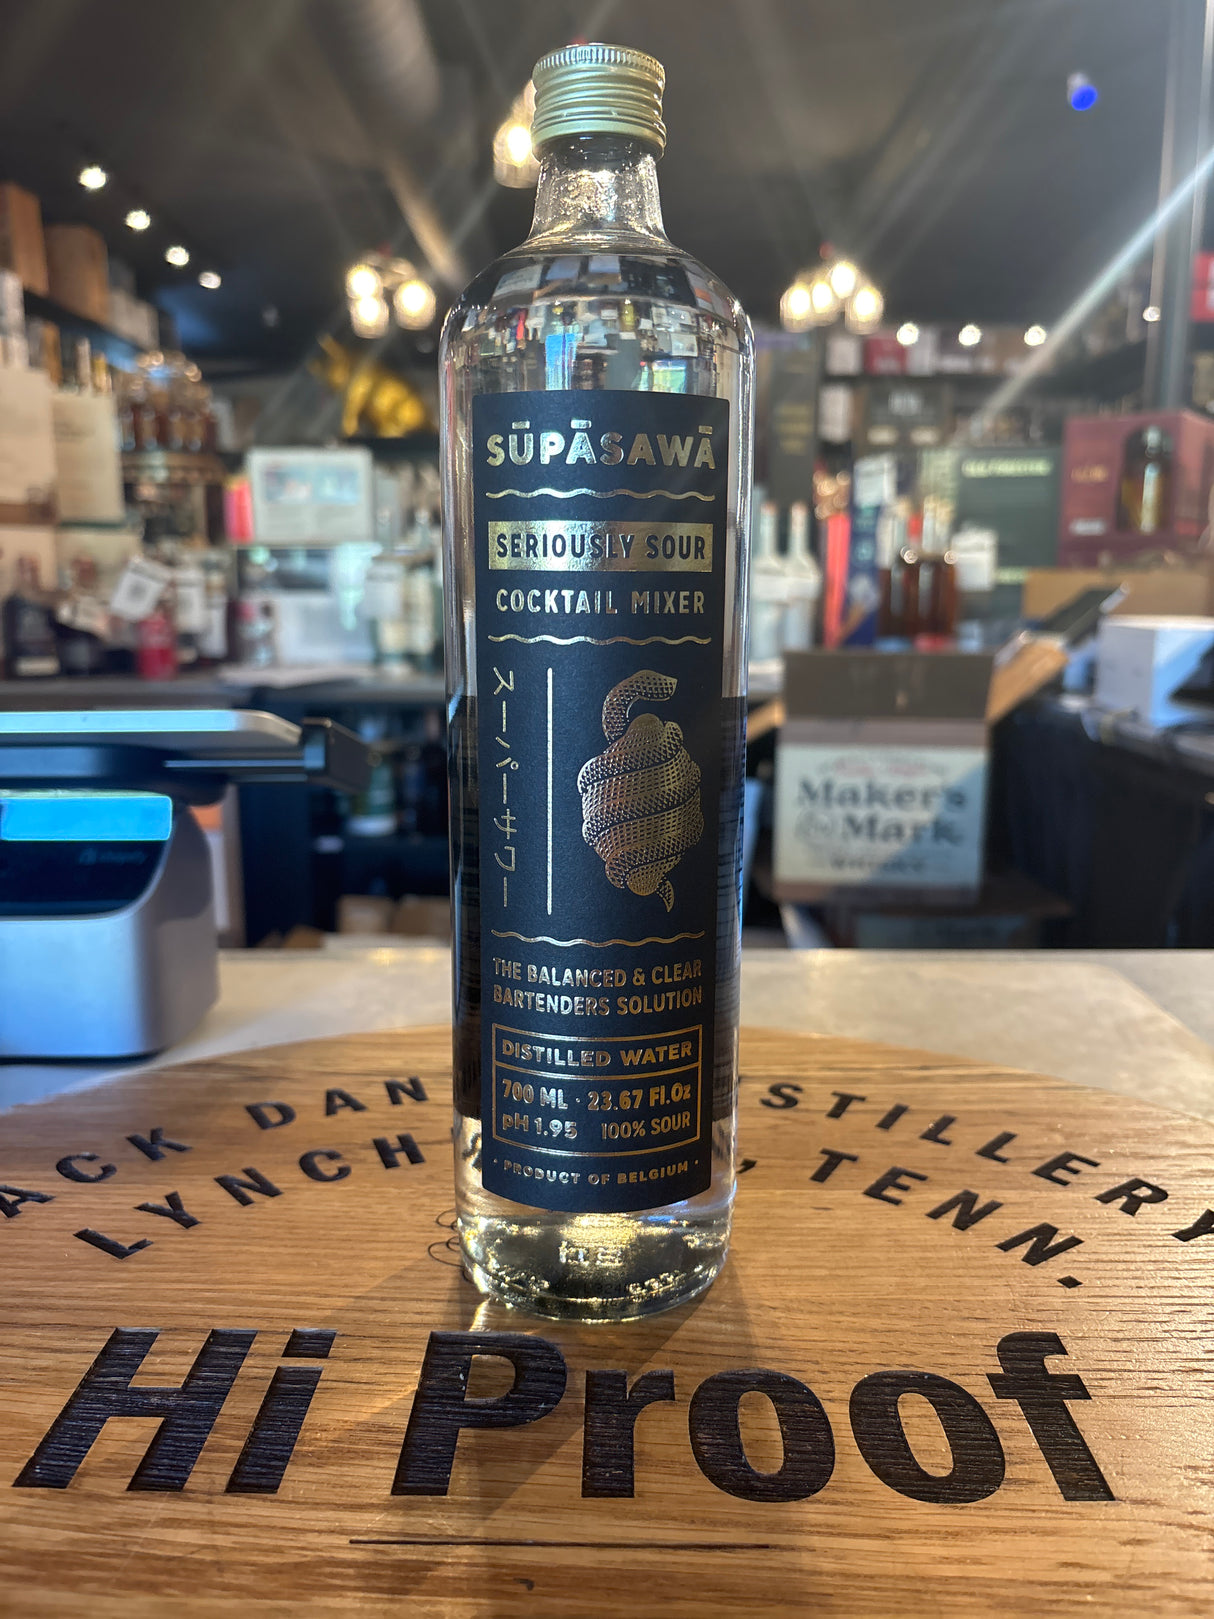 SŪPĀSAWĀ
SERIOUSLY SOUR
COCKTAIL MIXER
スーパーサワー
THE BALANCED & CLEAR
BARTENDERS SOLUTION
DISTILLED WATER
700 ML · 23.67 Fl.Oz
pH 1.95 100% SOUR
· PRODUCT OF BELGIUM ·
Maker's
Mark
WHISKY
ACK DAN STILLERY
LYNCH , TENN.
Hi Proof